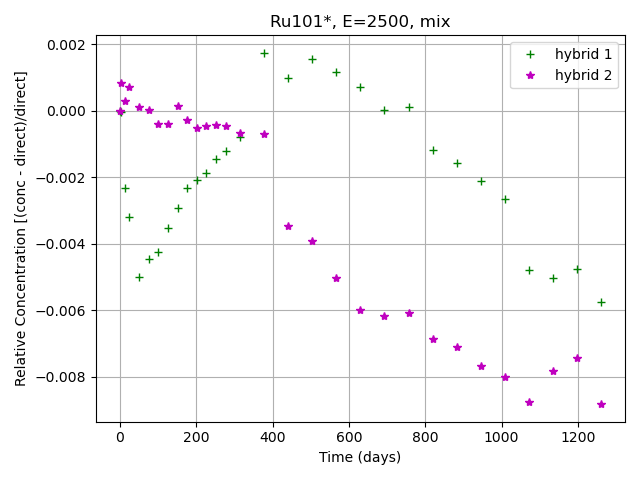 Ru101*, E=2500, mix
hybrid 1
hybrid 2
0.002
0.000
−0.002
−0.004
−0.006
−0.008
Relative Concentration [(conc - direct)/direct]
0 200 400 600 800 1000 1200
Time (days)